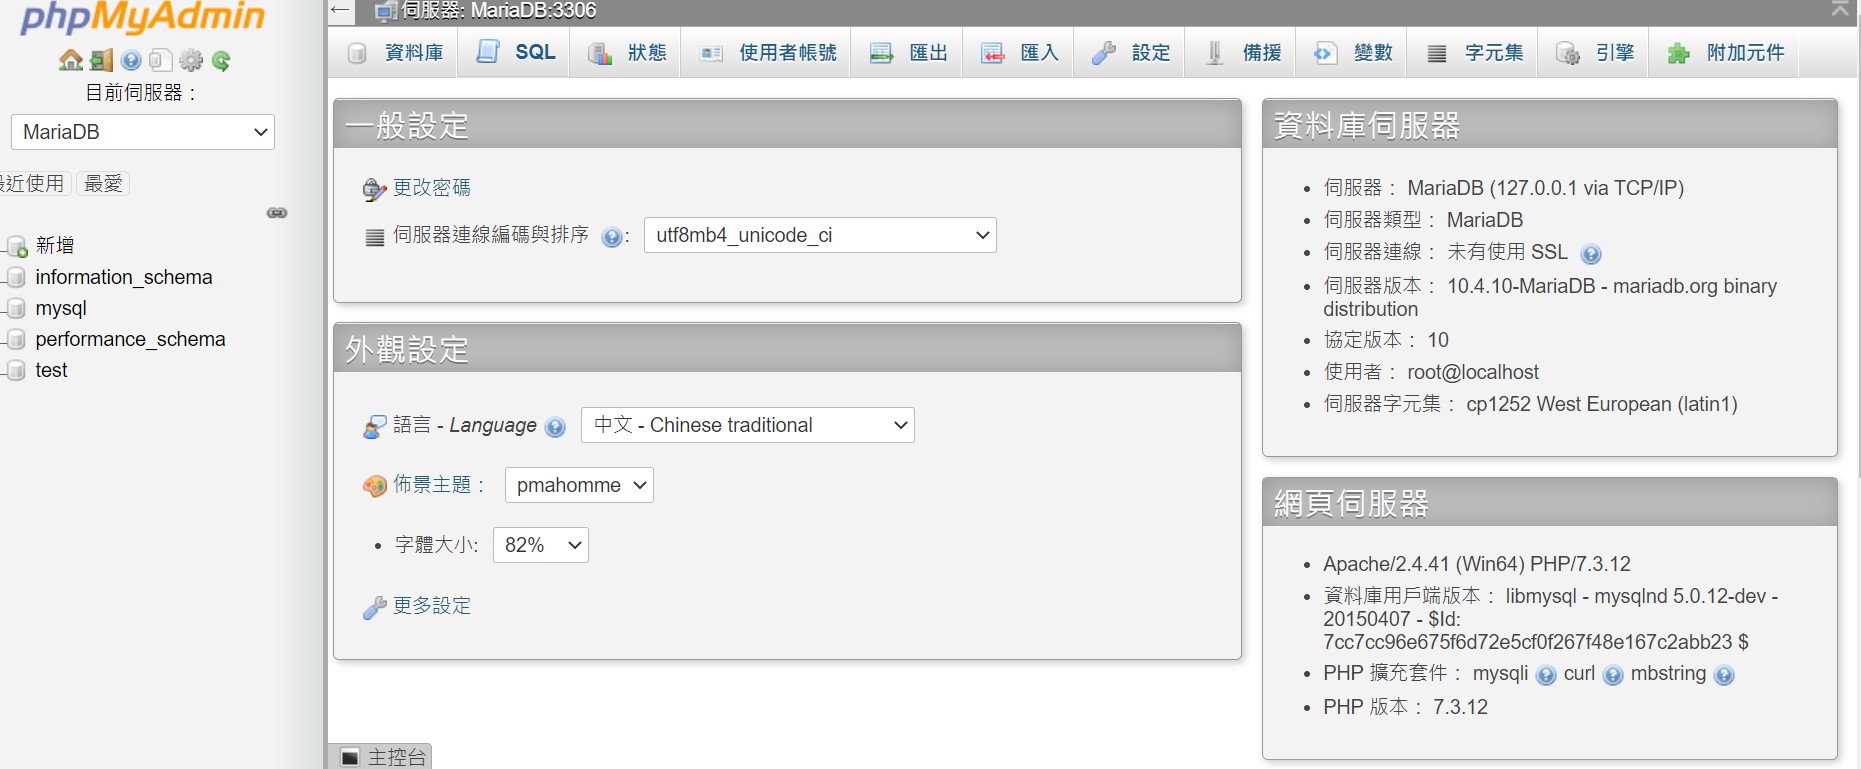 phpMyAdmin
目前伺服器：
MariaDB
最近使用 最愛
新增
information_schema
mysql
performance_schema
test
伺服器: MariaDB:3306
資料庫 SQL 狀態 使用者帳號 匯出 匯入 設定 備援 變數 字元集 引擎 附加元件
一般設定
更改密碼
伺服器連線編碼與排序 : utf8mb4_unicode_ci
外觀設定
語言 - Language 中文 - Chinese traditional
佈景主題： pmahomme
• 字體大小: 82%
更多設定
主控台
資料庫伺服器
• 伺服器： MariaDB (127.0.0.1 via TCP/IP)
• 伺服器類型： MariaDB
• 伺服器連線： 未有使用 SSL
• 伺服器版本： 10.4.10-MariaDB - mariadb.org binary
distribution
• 協定版本： 10
• 使用者： root@localhost
• 伺服器字元集： cp1252 West European (latin1)
網頁伺服器
• Apache/2.4.41 (Win64) PHP/7.3.12
• 資料庫用戶端版本： libmysql - mysqlnd 5.0.12-dev -
20150407 - $Id:
7cc7cc96e675f6d72e5cf0f267f48e167c2abb23 $
• PHP 擴充套件： mysqli curl mbstring
• PHP 版本： 7.3.12